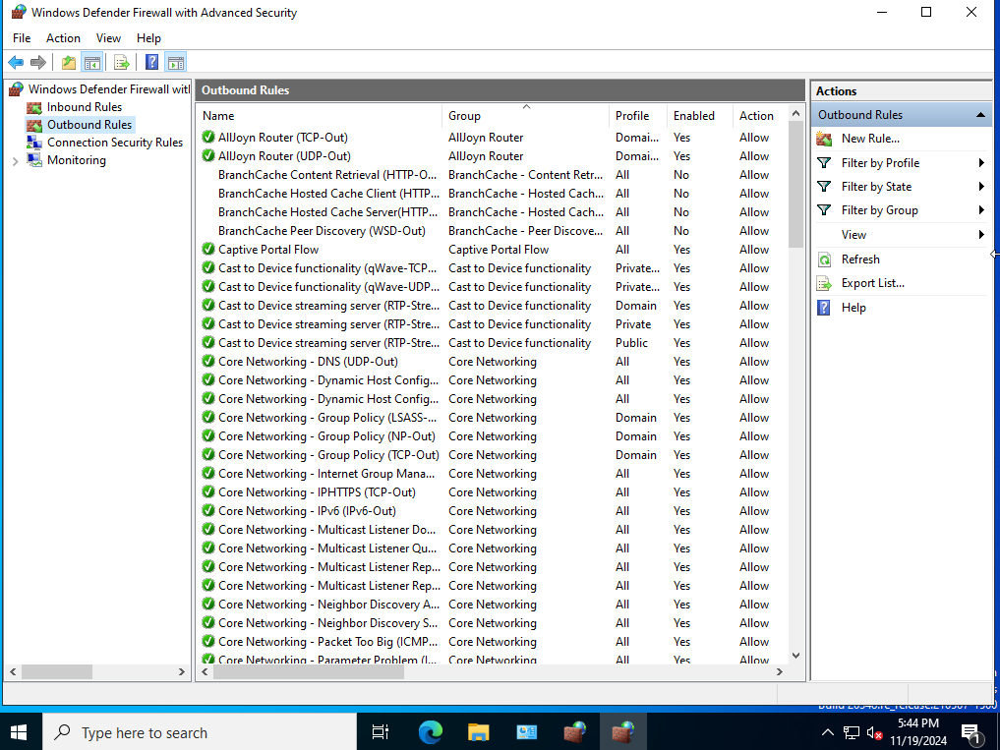 Windows Defender Firewall with Advanced Security
File Action View Help
Windows Defender Firewall with
Inbound Rules
Outbound Rules
Connection Security Rules
Monitoring
Outbound Rules
Name Group Profile Enabled Action
AllJoyn Router (TCP-Out) AllJoyn Router Domai... Yes Allow
AllJoyn Router (UDP-Out) AllJoyn Router Domai... Yes Allow
BranchCache Content Retrieval (HTTP-O... BranchCache - Content Retr... All No Allow
BranchCache Hosted Cache Client (HTTP... BranchCache - Hosted Cach... All No Allow
BranchCache Hosted Cache Server(HTTP... BranchCache - Hosted Cach... All No Allow
BranchCache Peer Discovery (WSD-Out) BranchCache - Peer Discove... All No Allow
Captive Portal Flow Captive Portal Flow All Yes Allow
Cast to Device functionality (qWave-TCP... Cast to Device functionality Private... Yes Allow
Cast to Device functionality (qWave-UDP... Cast to Device functionality Private... Yes Allow
Cast to Device streaming server (RTP-Stre... Cast to Device functionality Domain Yes Allow
Cast to Device streaming server (RTP-Stre... Cast to Device functionality Private Yes Allow
Cast to Device streaming server (RTP-Stre... Cast to Device functionality Public Yes Allow
Core Networking - DNS (UDP-Out) Core Networking All Yes Allow
Core Networking - Dynamic Host Config... Core Networking All Yes Allow
Core Networking - Dynamic Host Config... Core Networking All Yes Allow
Core Networking - Group Policy (LSASS-... Core Networking Domain Yes Allow
Core Networking - Group Policy (NP-Out) Core Networking Domain Yes Allow
Core Networking - Group Policy (TCP-Out) Core Networking Domain Yes Allow
Core Networking - Internet Group Mana... Core Networking All Yes Allow
Core Networking - IPHTTPS (TCP-Out) Core Networking All Yes Allow
Core Networking - IPv6 (IPv6-Out) Core Networking All Yes Allow
Core Networking - Multicast Listener Do... Core Networking All Yes Allow
Core Networking - Multicast Listener Qu... Core Networking All Yes Allow
Core Networking - Multicast Listener Rep... Core Networking All Yes Allow
Core Networking - Multicast Listener Rep... Core Networking All Yes Allow
Core Networking - Neighbor Discovery A... Core Networking All Yes Allow
Core Networking - Neighbor Discovery S... Core Networking All Yes Allow
Core Networking - Packet Too Big (ICMP... Core Networking All Yes Allow
Core Networking - Parameter Problem (I... Core Networking All Yes Allow
Actions
Outbound Rules
New Rule...
Filter by Profile
Filter by State
Filter by Group
View
Refresh
Export List...
Help
Type here to search
5:44 PM
11/19/2024
1